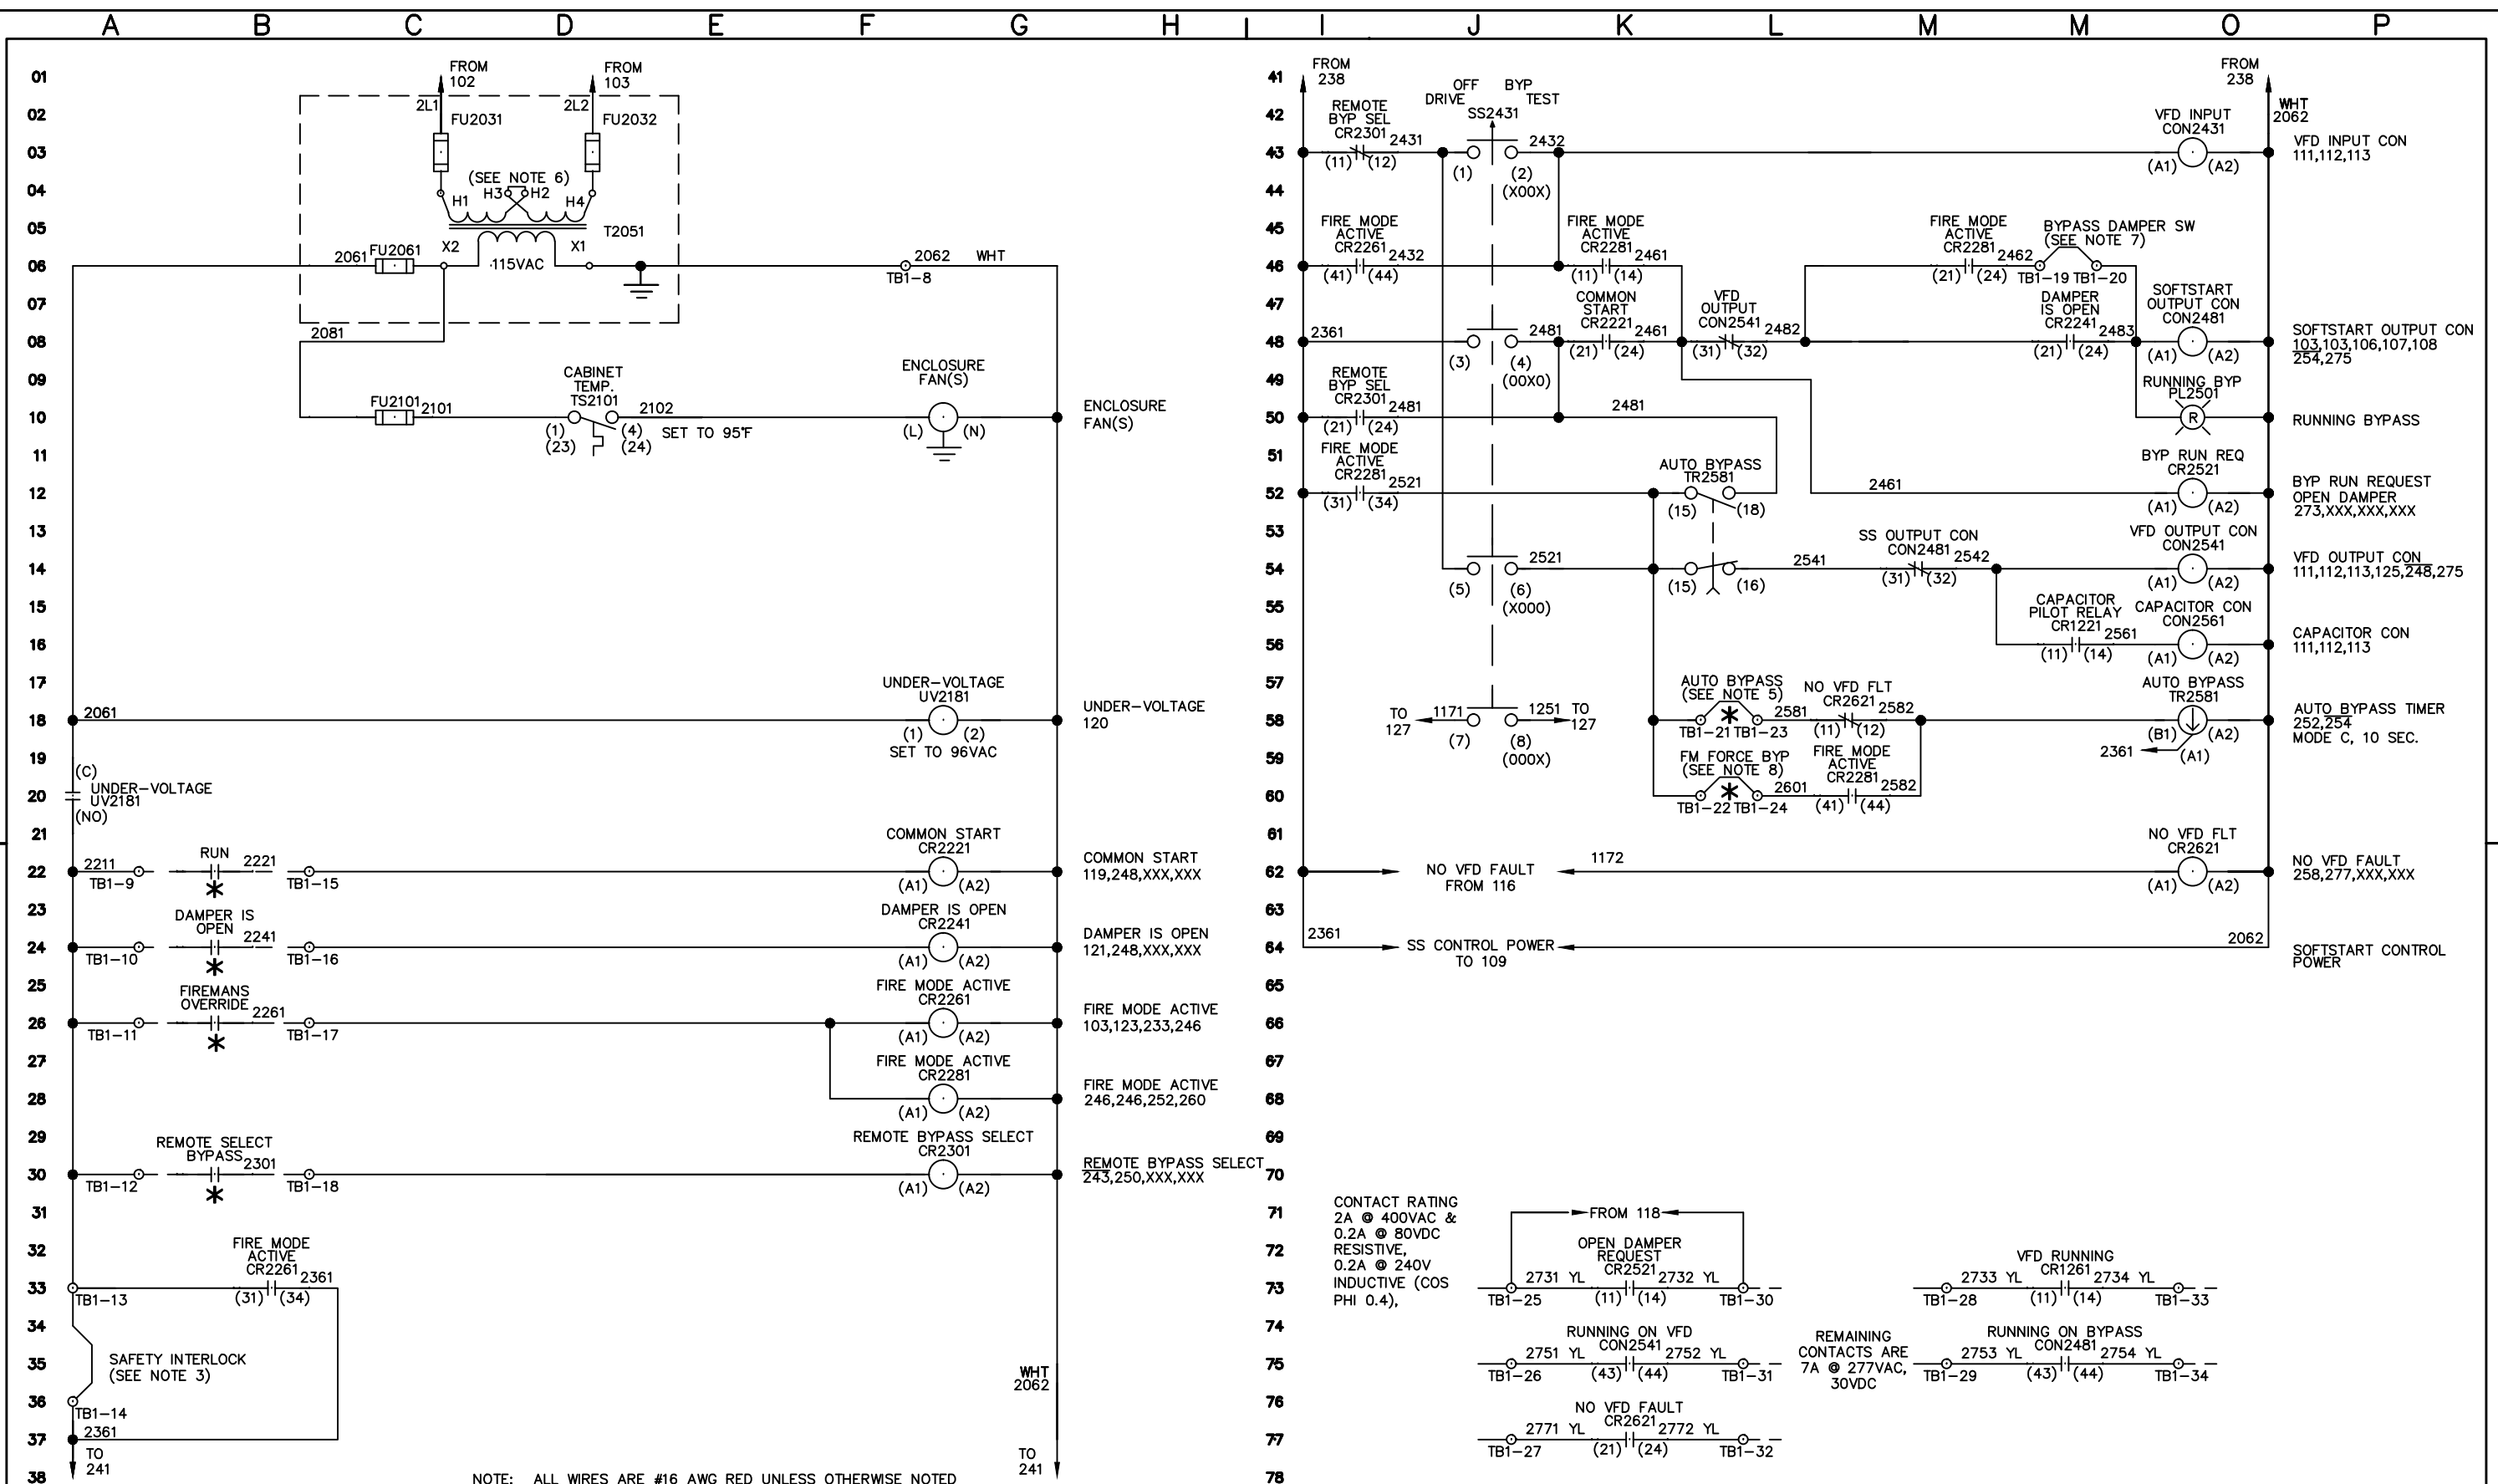 A B C D E F G H I J K L M M O P
01
02
03
04
05
06
07
08
09
10
11
12
13
14
15
16
17
18
19
20
21
22
23
24
25
26
27
28
29
30
31
32
33
34
35
36
37
38
FROM
102
FROM
103
2L1
2L2
FU2031
FU2032
(SEE NOTE 6)
H1 H3 H2 H4
T2051
X2 X1
115VAC
2061 FU2061
2062 WHT
TB1-8
2081
FU2101 2101
CABINET
TEMP.
TS2101
(1) (4)
(23) (24)
2102
SET TO 95°F
ENCLOSURE
FAN(S)
(L) (N)
ENCLOSURE
FAN(S)
2061
UNDER-VOLTAGE
UV2181
(1) (2)
SET TO 96VAC
UNDER-VOLTAGE
120
(C)
UNDER-VOLTAGE
UV2181
(NO)
2211 RUN 2221
TB1-9 * TB1-15
COMMON START
CR2221
(A1) (A2)
COMMON START
119,248,XXX,XXX
DAMPER IS
OPEN 2241
TB1-10 * TB1-16
DAMPER IS OPEN
CR2241
(A1) (A2)
DAMPER IS OPEN
121,248,XXX,XXX
FIREMANS
OVERRIDE 2261
TB1-11 * TB1-17
FIRE MODE ACTIVE
CR2261
(A1) (A2)
FIRE MODE ACTIVE
103,123,233,246
FIRE MODE ACTIVE
CR2281
(A1) (A2)
FIRE MODE ACTIVE
246,246,252,260
REMOTE SELECT
BYPASS 2301
TB1-12 * TB1-18
REMOTE BYPASS SELECT
CR2301
(A1) (A2)
REMOTE BYPASS SELECT
243,250,XXX,XXX
FIRE MODE
ACTIVE
CR2261 2361
TB1-13 (31) (34)
SAFETY INTERLOCK
(SEE NOTE 3)
TB1-14
2361
TO
241
WHT
2062
TO
241
NOTE: ALL WIRES ARE #16 AWG RED UNLESS OTHERWISE NOTED
41
42
43
44
45
46
47
48
49
50
51
52
53
54
55
56
57
58
59
60
61
62
63
64
65
66
67
68
69
70
71
72
73
74
75
76
77
78
FROM
238
OFF BYP
DRIVE TEST
SS2431
FROM
238
WHT
2062
REMOTE
BYP SEL
CR2301 2431
(11) (12)
2432
(1) (2)
(X00X)
VFD INPUT
CON2431
(A1) (A2)
VFD INPUT CON
111,112,113
FIRE MODE
ACTIVE
CR2261 2432
(41) (44)
FIRE MODE
ACTIVE
CR2281 2461
(11) (14)
FIRE MODE
ACTIVE
CR2281 2462
(21) (24)
BYPASS DAMPER SW
(SEE NOTE 7)
TB1-19 TB1-20
2361
2481
(3) (4)
(00X0)
COMMON
START
CR2221 2461
(21) (24)
VFD
OUTPUT
CON2541 2482
(31) (32)
DAMPER
IS OPEN
CR2241 2483
(21) (24)
SOFTSTART
OUTPUT CON
CON2481
(A1) (A2)
SOFTSTART OUTPUT CON
103,103,106,107,108
254,275
REMOTE
BYP SEL
CR2301 2481
(21) (24)
2481
RUNNING BYP
PL2501
R
RUNNING BYPASS
FIRE MODE
ACTIVE
CR2281 2521
(31) (34)
AUTO BYPASS
TR2581
(15) (18)
2461
BYP RUN REQ
CR2521
(A1) (A2)
BYP RUN REQUEST
OPEN DAMPER
273,XXX,XXX,XXX
2521
(5) (6)
(X000)
(15) (16)
2541
SS OUTPUT CON
CON2481 2542
(31) (32)
VFD OUTPUT CON
CON2541
(A1) (A2)
VFD OUTPUT CON
111,112,113,125,248,275
CAPACITOR
PILOT RELAY
CR1221 2561
(11) (14)
CAPACITOR CON
CON2561
(A1) (A2)
CAPACITOR CON
111,112,113
TO
127
1171 1251
TO
127
(7) (8)
(000X)
AUTO BYPASS
(SEE NOTE 5)
* 2581
TB1-21 TB1-23
NO VFD FLT
CR2621 2582
(11) (12)
AUTO BYPASS
TR2581
(B1) (A2)
2361 (A1)
AUTO BYPASS TIMER
252,254
MODE C, 10 SEC.
FM FORCE BYP
(SEE NOTE 8)
* 2601
TB1-22 TB1-24
FIRE MODE
ACTIVE
CR2281
2582
(41) (44)
NO VFD FAULT
FROM 116
1172
NO VFD FLT
CR2621
(A1) (A2)
NO VFD FAULT
258,277,XXX,XXX
2361
SS CONTROL POWER
TO 109
2062
SOFTSTART CONTROL
POWER
CONTACT RATING
2A @ 400VAC &
0.2A @ 80VDC
RESISTIVE,
0.2A @ 240V
INDUCTIVE (COS
PHI 0.4),
FROM 118
OPEN DAMPER
REQUEST
CR2521
2731 YL 2732 YL
TB1-25 (11) (14) TB1-30
VFD RUNNING
CR1261
2733 YL 2734 YL
TB1-28 (11) (14) TB1-33
RUNNING ON VFD
CON2541
2751 YL 2752 YL
TB1-26 (43) (44) TB1-31
REMAINING
CONTACTS ARE
7A @ 277VAC,
30VDC
RUNNING ON BYPASS
CON2481
2753 YL 2754 YL
TB1-29 (43) (44) TB1-34
NO VFD FAULT
CR2621
2771 YL 2772 YL
TB1-27 (21) (24) TB1-32